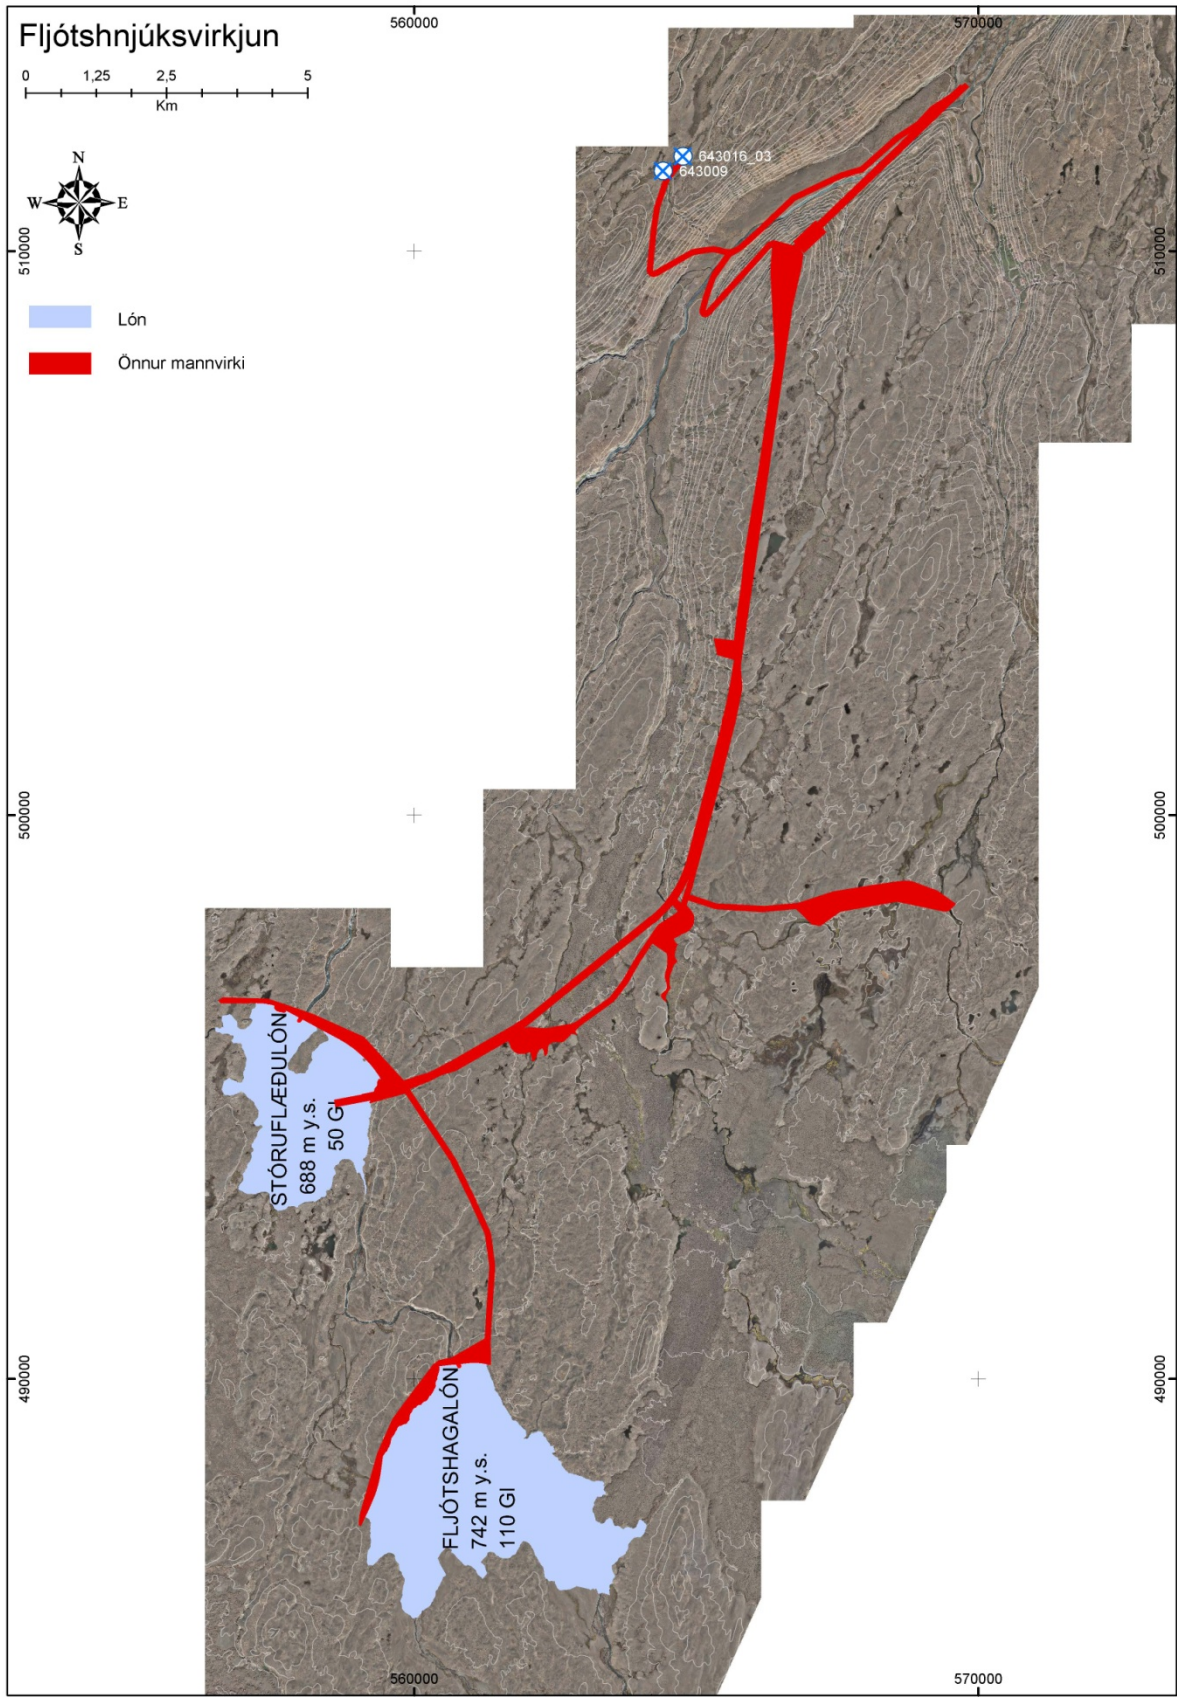 560000
570000
Fljótshnjúksvirkjun
0 1,25 2,5 5
Km
N
W E
S
643016_03
643009
510000
510000
Lón
Önnur mannvirki
500000
500000
STÓRUFLÆÐULÓN
688 m y.s.
50 Gl
490000
490000
FLJÓTSHAGALÓN
742 m y.s.
110 Gl
560000
570000